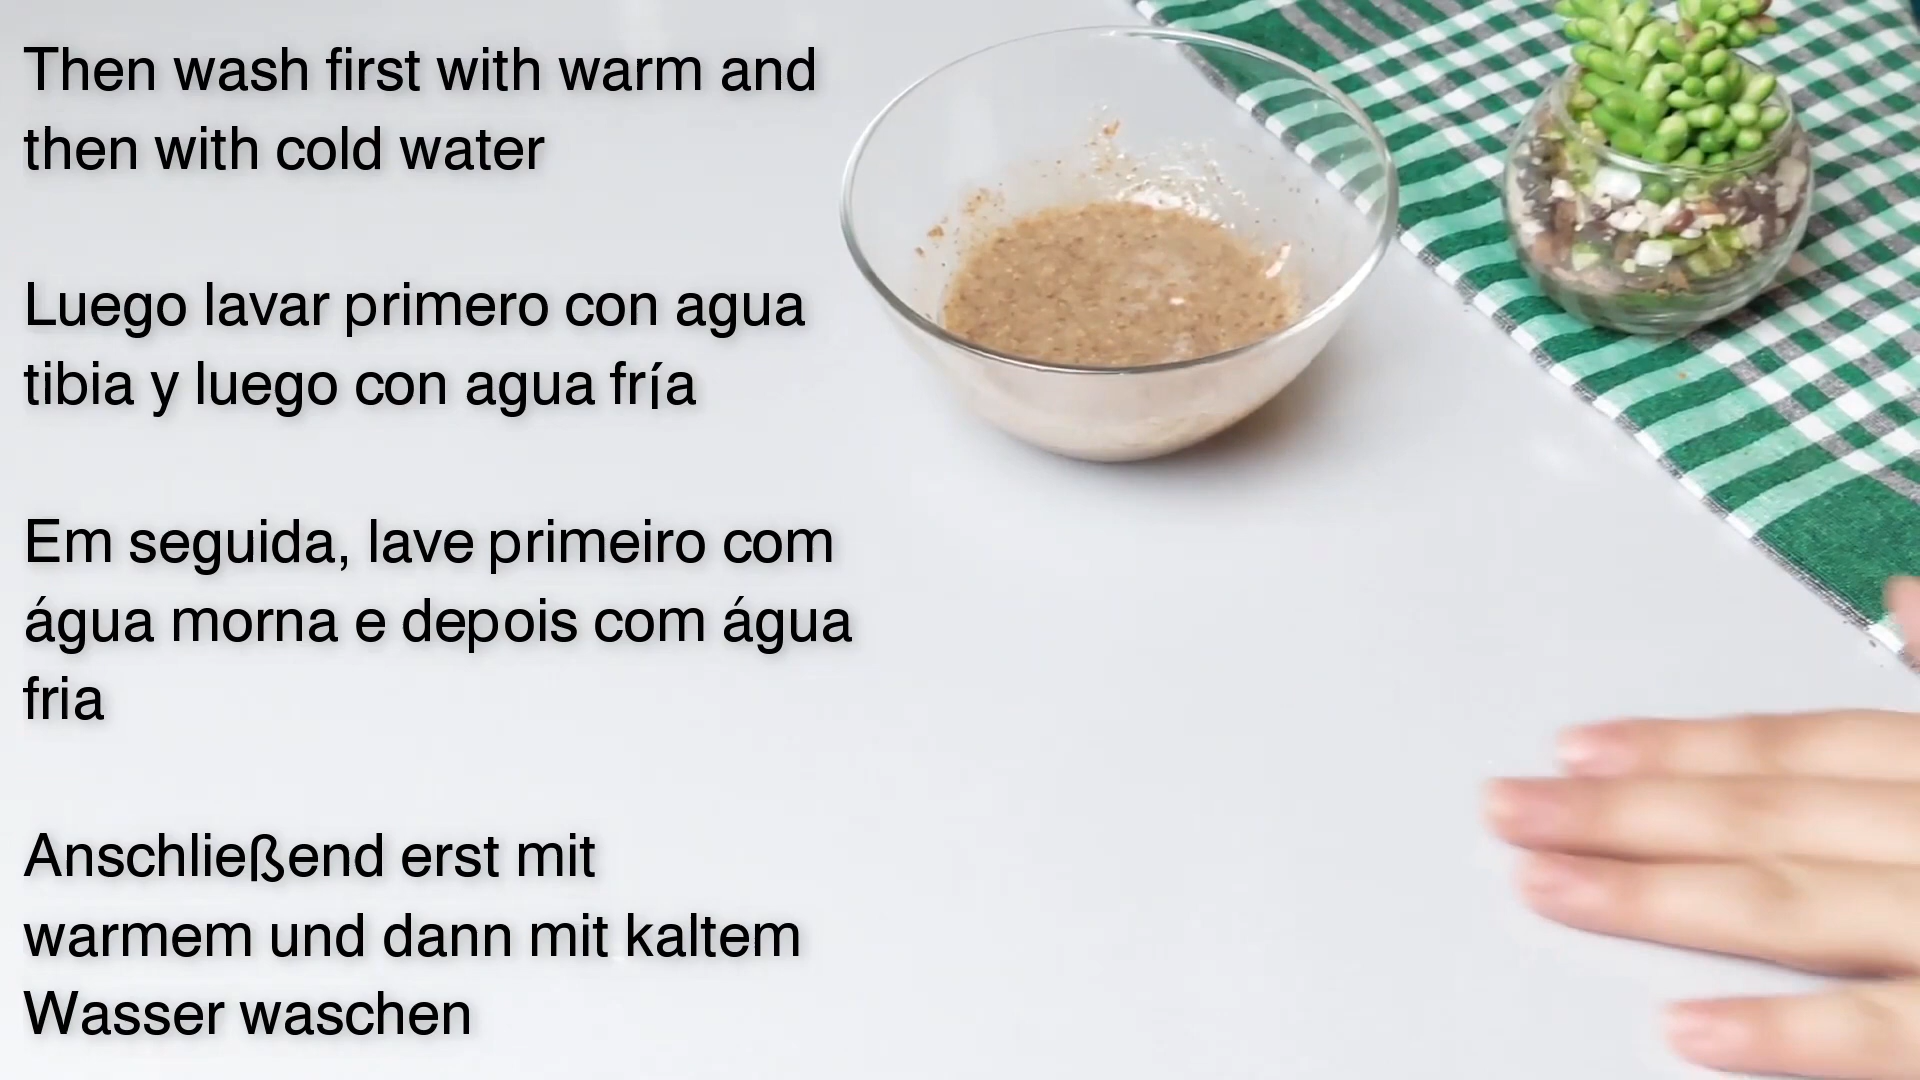 Then wash first with warm and
then with cold water
Luego lavar primero con agua
tibia y luego con agua fría
Em seguida, lave primeiro com
água morna e depois com água
fria
Anschließend erst mit
warmem und dann mit kaltem
Wasser waschen